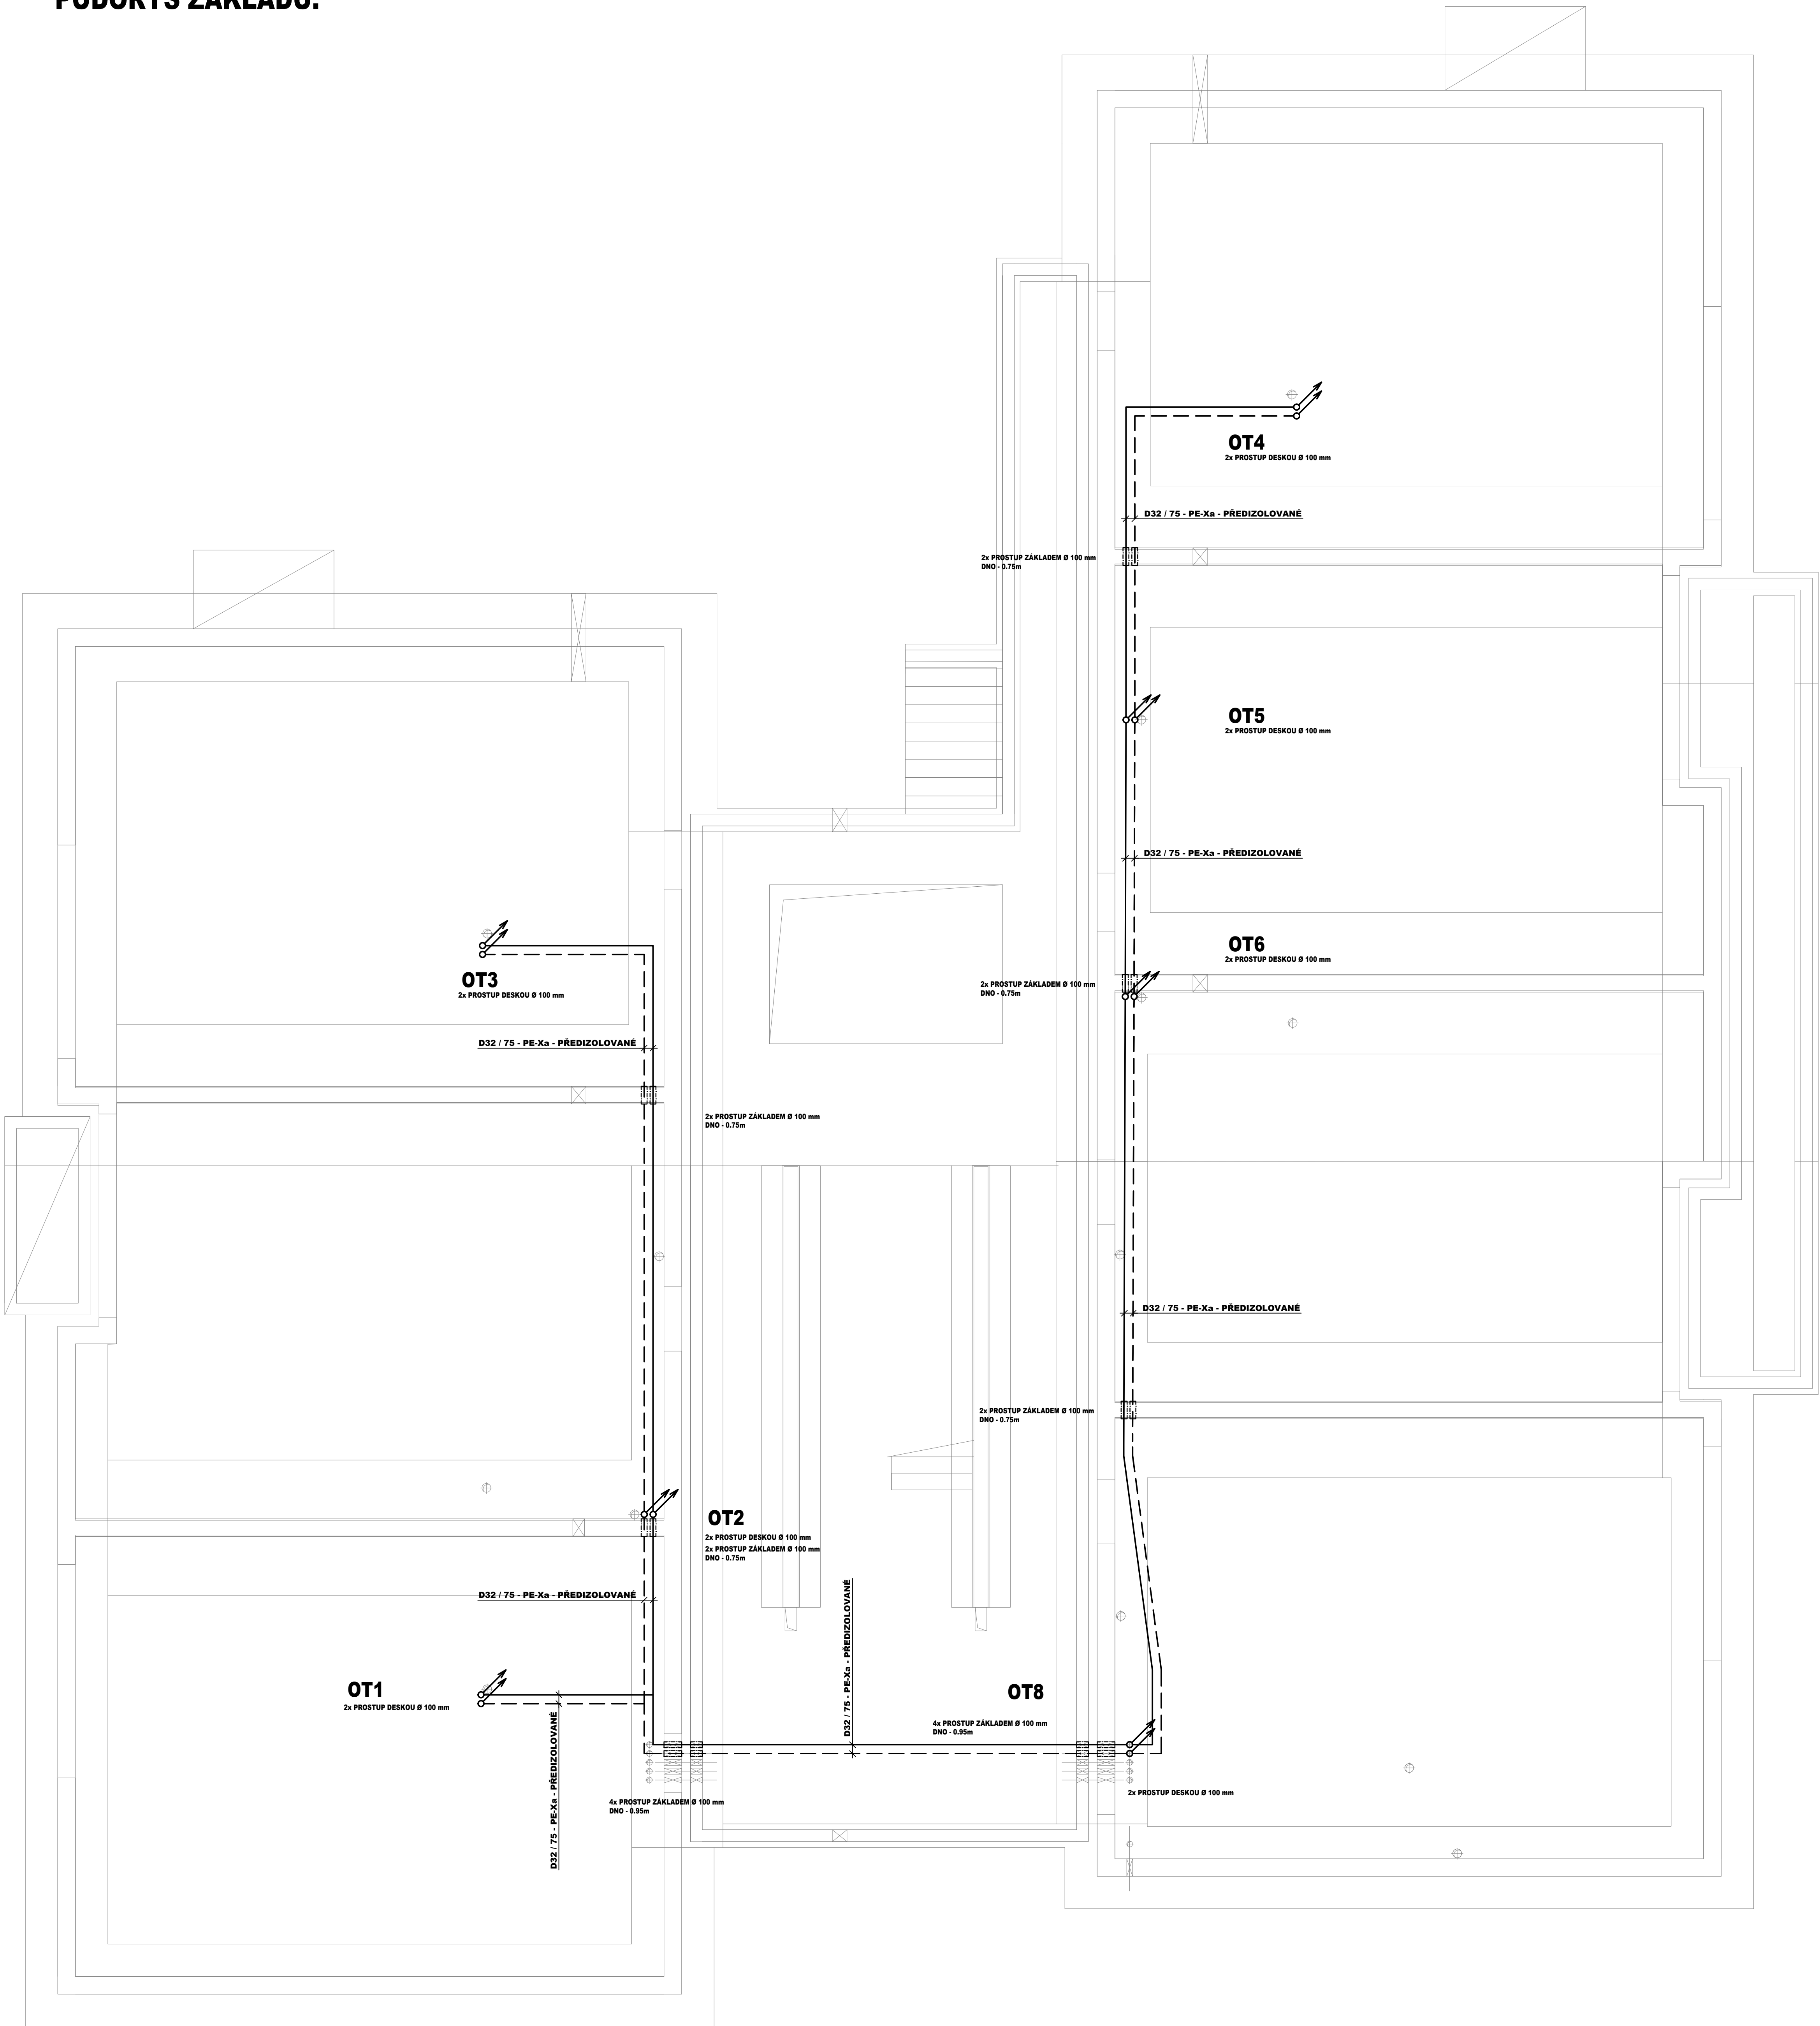 PŮDORYS ZÁKLADŮ:
OT4
2x PROSTUP DESKOU Ø 100 mm
D32 / 75 - PE-Xa - PŘEDIZOLOVANÉ
2x PROSTUP ZÁKLADEM Ø 100 mm
DNO - 0.75m
OT5
2x PROSTUP DESKOU Ø 100 mm
D32 / 75 - PE-Xa - PŘEDIZOLOVANÉ
OT6
2x PROSTUP DESKOU Ø 100 mm
2x PROSTUP ZÁKLADEM Ø 100 mm
DNO - 0.75m
OT3
2x PROSTUP DESKOU Ø 100 mm
D32 / 75 - PE-Xa - PŘEDIZOLOVANÉ
2x PROSTUP ZÁKLADEM Ø 100 mm
DNO - 0.75m
D32 / 75 - PE-Xa - PŘEDIZOLOVANÉ
2x PROSTUP ZÁKLADEM Ø 100 mm
DNO - 0.75m
OT2
2x PROSTUP DESKOU Ø 100 mm
2x PROSTUP ZÁKLADEM Ø 100 mm
DNO - 0.75m
D32 / 75 - PE-Xa - PŘEDIZOLOVANÉ
D32 / 75 - PE-Xa - PŘEDIZOLOVANÉ
OT1
2x PROSTUP DESKOU Ø 100 mm
D32 / 75 - PE-Xa - PŘEDIZOLOVANÉ
OT8
4x PROSTUP ZÁKLADEM Ø 100 mm
DNO - 0.95m
2x PROSTUP DESKOU Ø 100 mm
4x PROSTUP ZÁKLADEM Ø 100 mm
DNO - 0.95m